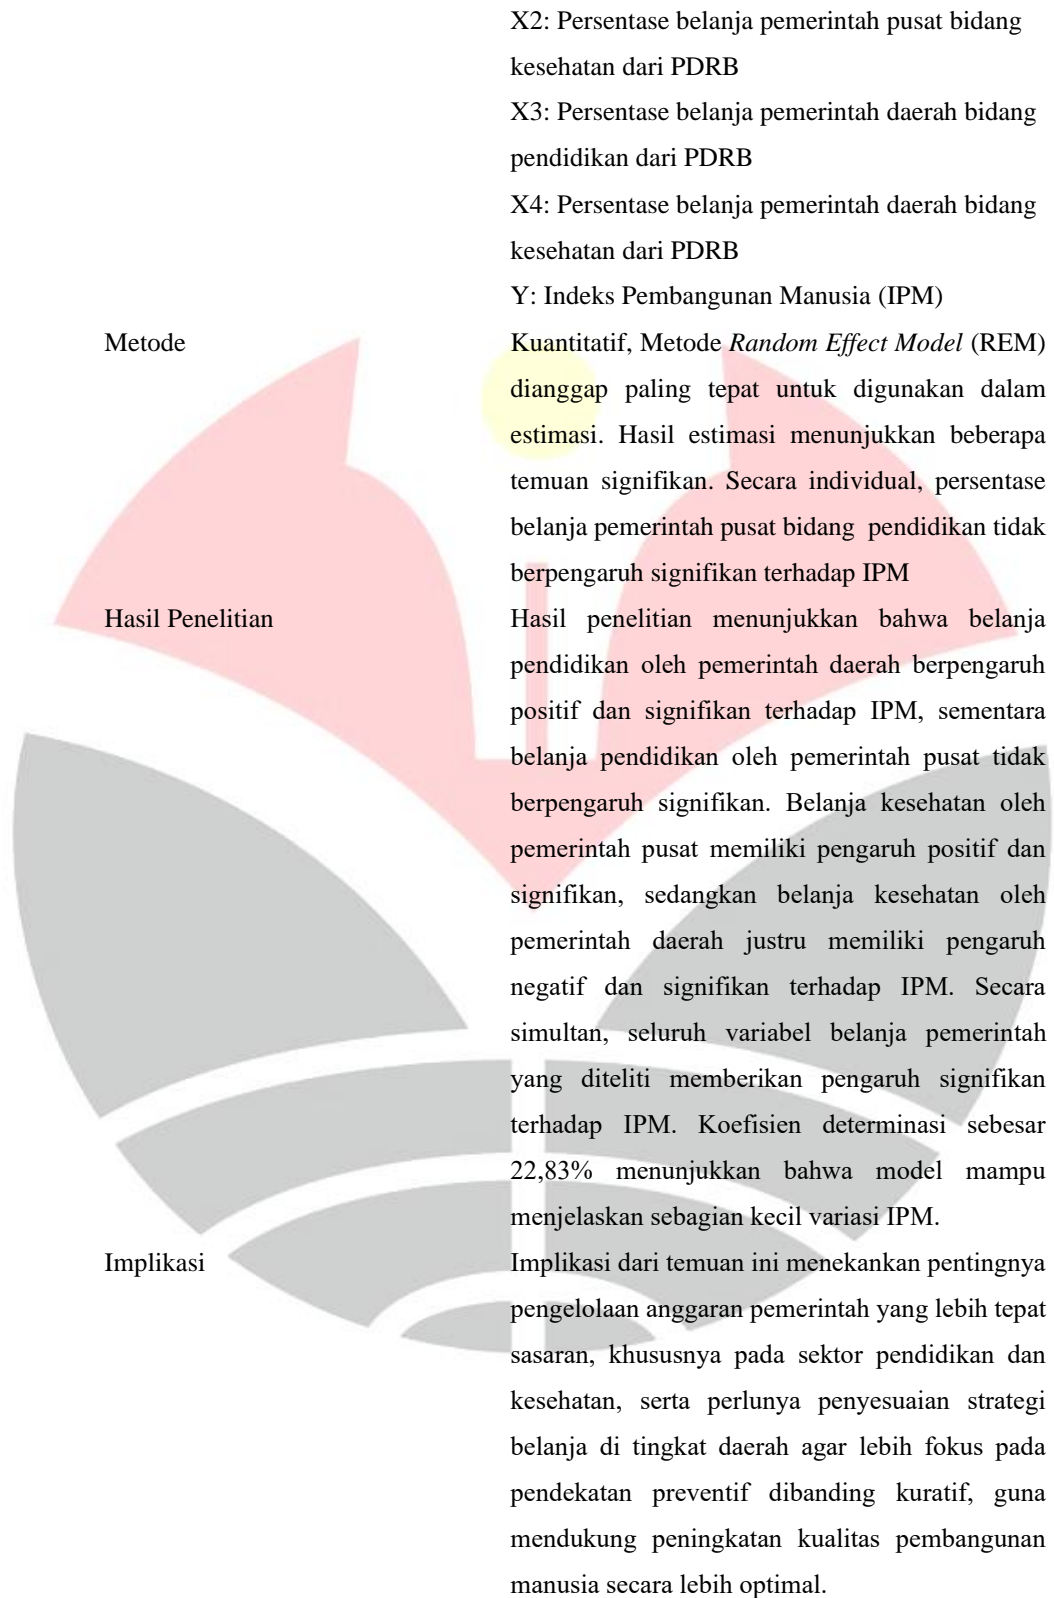 X2: Persentase belanja pemerintah pusat bidang
kesehatan dari PDRB
X3: Persentase belanja pemerintah daerah bidang
pendidikan dari PDRB
X4: Persentase belanja pemerintah daerah bidang
kesehatan dari PDRB
Y: Indeks Pembangunan Manusia (IPM)
Metode
Kuantitatif, Metode Random Effect Model (REM)
dianggap paling tepat untuk digunakan dalam
estimasi. Hasil estimasi menunjukkan beberapa
temuan signifikan. Secara individual, persentase
belanja pemerintah pusat bidang pendidikan tidak
berpengaruh signifikan terhadap IPM
Hasil Penelitian
Hasil penelitian menunjukkan bahwa belanja
pendidikan oleh pemerintah daerah berpengaruh
positif dan signifikan terhadap IPM, sementara
belanja pendidikan oleh pemerintah pusat tidak
berpengaruh signifikan. Belanja kesehatan oleh
pemerintah pusat memiliki pengaruh positif dan
signifikan, sedangkan belanja kesehatan oleh
pemerintah daerah justru memiliki pengaruh
negatif dan signifikan terhadap IPM. Secara
simultan, seluruh variabel belanja pemerintah
yang diteliti memberikan pengaruh signifikan
terhadap IPM. Koefisien determinasi sebesar
22,83% menunjukkan bahwa model mampu
menjelaskan sebagian kecil variasi IPM.
Implikasi
Implikasi dari temuan ini menekankan pentingnya
pengelolaan anggaran pemerintah yang lebih tepat
sasaran, khususnya pada sektor pendidikan dan
kesehatan, serta perlunya penyesuaian strategi
belanja di tingkat daerah agar lebih fokus pada
pendekatan preventif dibanding kuratif, guna
mendukung peningkatan kualitas pembangunan
manusia secara lebih optimal.